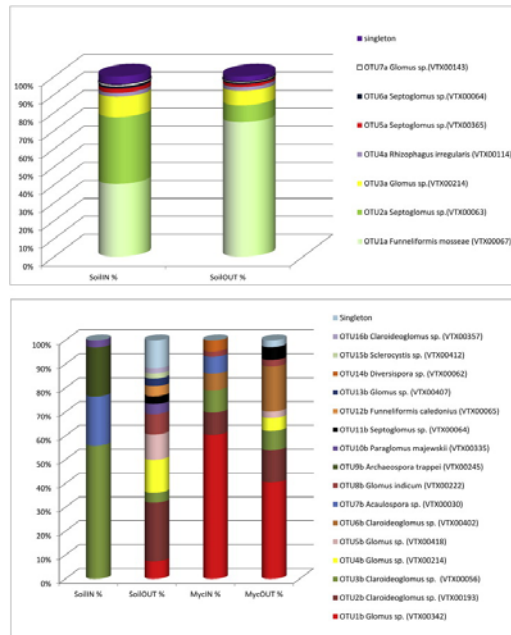 singleton
OTU7a Glomus sp.(VTX00143)
OTU6a Septoglomus sp.(VTX00064)
OTU5a Septoglomus sp.(VTX00365)
OTU4a Rhizophagus irregularis (VTX00114)
OTU3a Glomus sp.(VTX00214)
OTU2a Septoglomus sp.(VTX00063)
OTU1a Funneliformis mosseae (VTX00067)
100%
90%
80%
70%
60%
50%
40%
30%
20%
10%
0%
SoilIN %
SoilOUT %
Singleton
OTU16b Claroideoglomus sp. (VTX00357)
OTU15b Sclerocystis sp. (VTX00412)
OTU14b Diversispora sp. (VTX00062)
OTU13b Glomus sp. (VTX00407)
OTU12b Funneliformis caledonius (VTX00065)
OTU11b Septoglomus sp. (VTX00064)
OTU10b Paraglomus majewskii (VTX00335)
OTU9b Archaeospora trappei (VTX00245)
OTU8b Glomus indicum (VTX00222)
OTU7b Acaulospora sp. (VTX00030)
OTU6b Claroideoglomus sp. (VTX00402)
OTU5b Glomus sp. (VTX00418)
OTU4b Glomus sp. (VTX00214)
OTU3b Claroideoglomus sp. (VTX00056)
OTU2b Claroideoglomus sp. (VTX00193)
OTU1b Glomus sp. (VTX00342)
100%
90%
80%
70%
60%
50%
40%
30%
20%
10%
0%
SoilIN %
SoilOUT %
MycIN %
MycOUT %